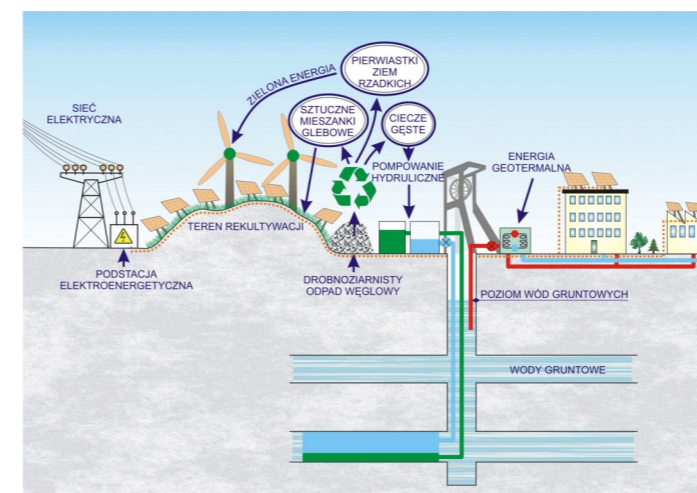 PIERWIASTKI
ZIEM
RZADKICH
ZIELONA ENERGIA
SIEĆ
ELEKTRYCZNA
SZTUCZNE
MIESZANKI
GLEBOWE
CIECZE
GĘSTE
POMPOWANIE
HYDRULICZNE
ENERGIA
GEOTERMALNA
TEREN REKULTYWACJI
PODSTACJA
ELEKTROENERGETYCZNA
DROBNOZIARNISTY
ODPAD WĘGLOWY
POZIOM WÓD GRUNTOWYCH
WODY GRUNTOWE